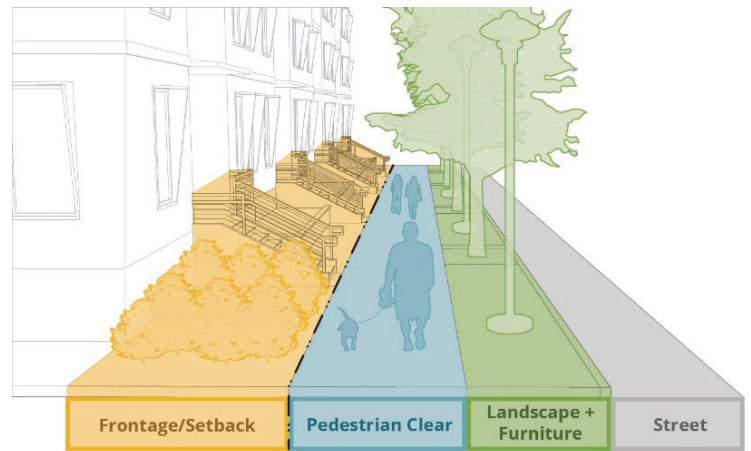 Frontage/Setback
Pedestrian Clear
Landscape +
Furniture
Street